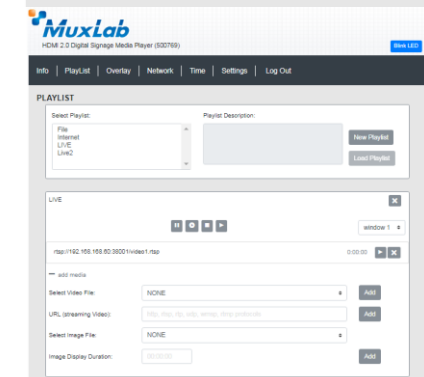 MuxLab
HDMI 2.0 Digital Signage Media Player (500769)
Blink LED
Info | PlayList | Overlay | Network | Time | Settings | Log Out
PLAYLIST
Select Playlist: Playlist Description:
File
Internet
LIVE
Live2
New Playlist
Load Playlist
LIVE
window 1
rtsp://192.168.168.60:36001/video1.rtsp 0:00:00
add media
Select Video File: NONE Add
URL (streaming Video): Add
Select Image File: NONE
Image Display Duration: 00:00:00 Add